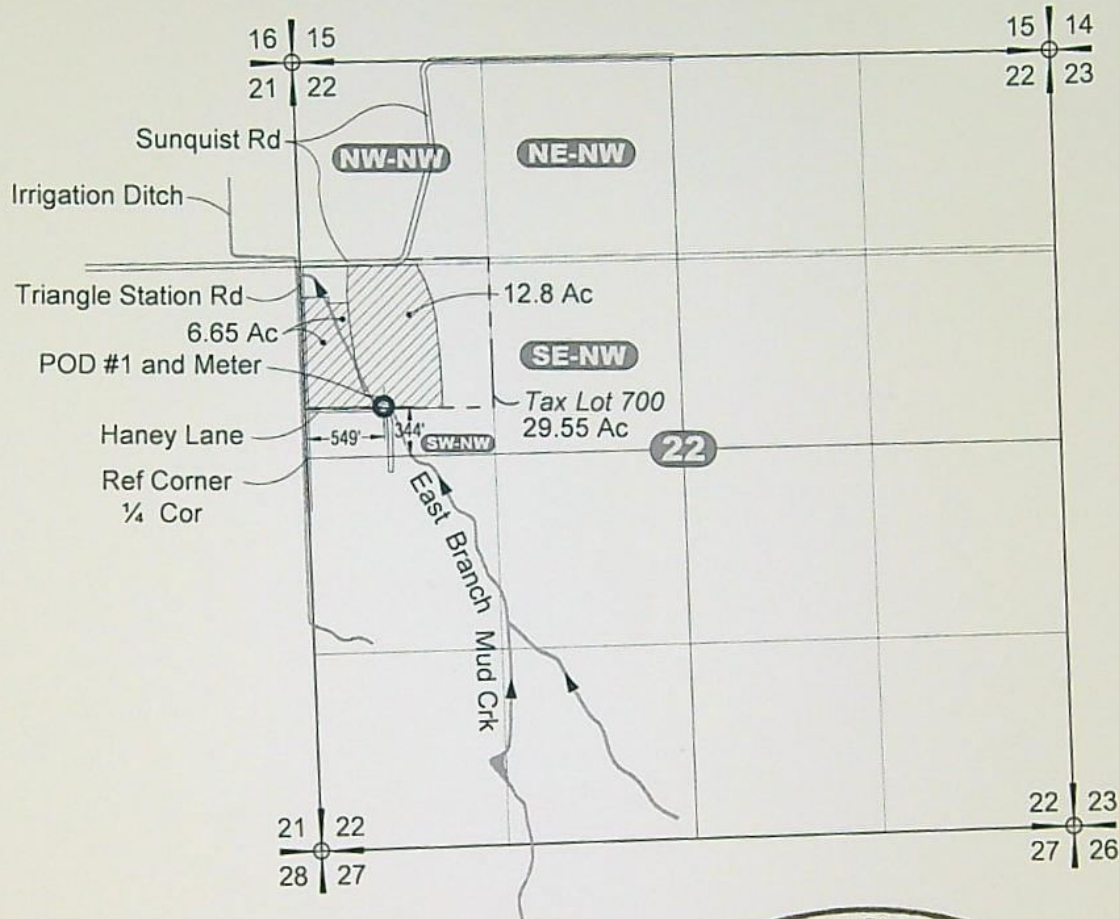 16 15
21 22
15 14
22 23
Sunquist Rd
NW-NW
NE-NW
Irrigation Ditch
Triangle Station Rd
12.8 Ac
6.65 Ac
POD #1 and Meter
SE-NW
Tax Lot 700
29.55 Ac
Haney Lane
549'
344'
SW-NW
22
Ref Corner
¼ Cor
East Branch Mud Crk
21 22
28 27
22 23
27 26